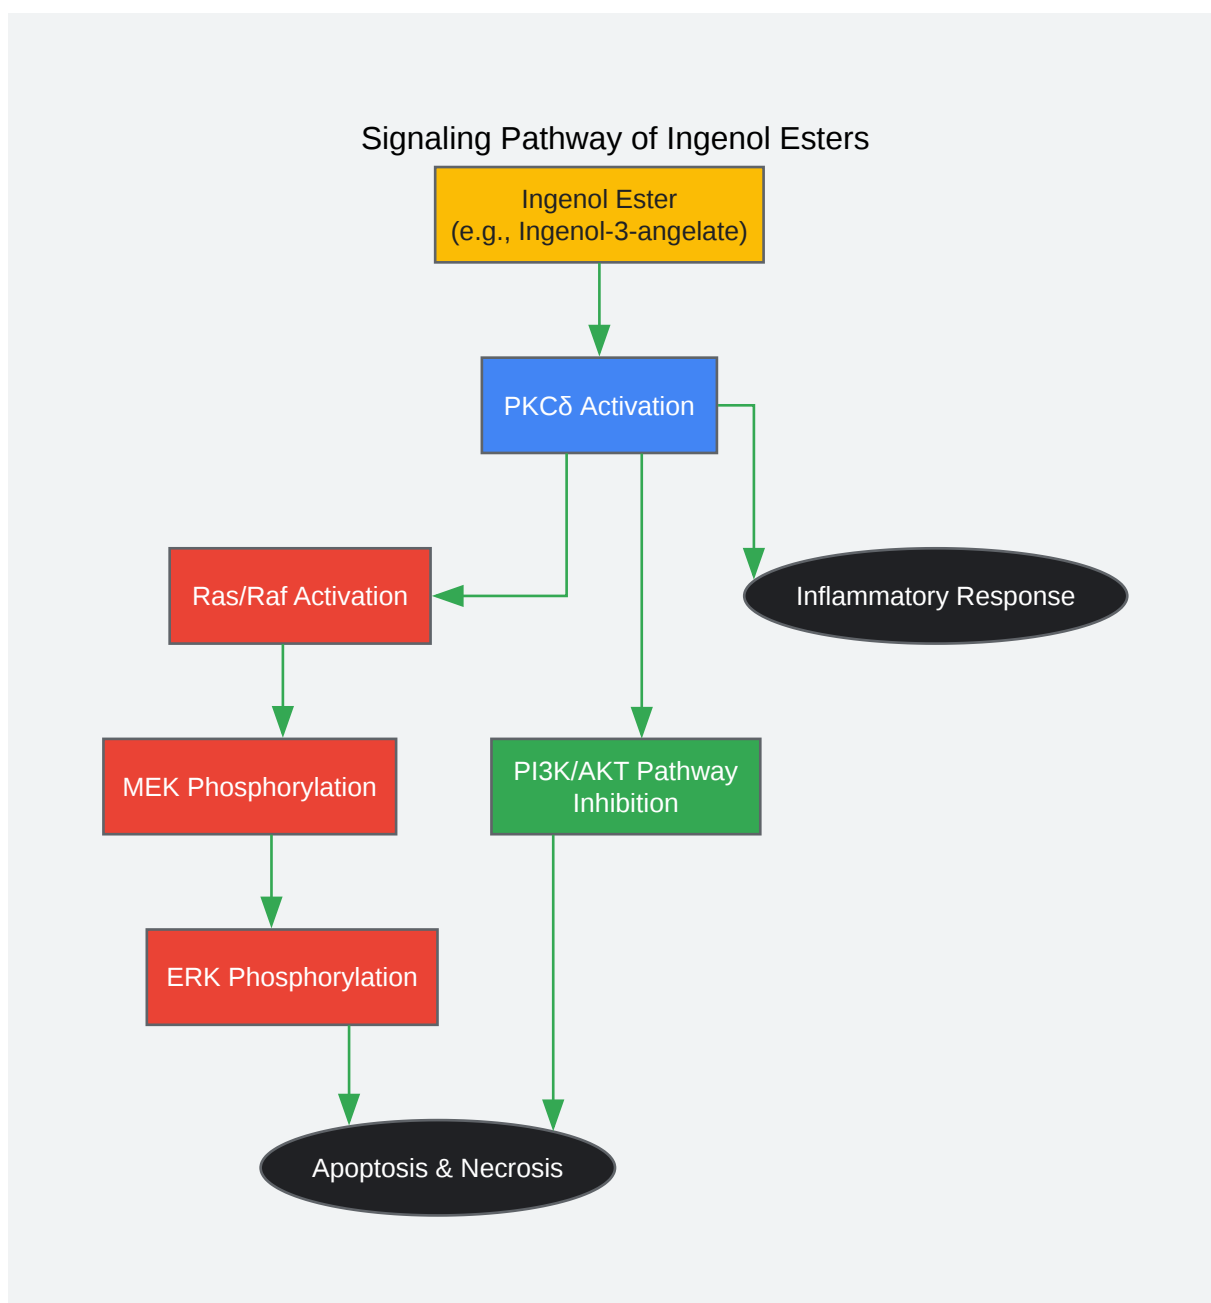 Signaling Pathway of Ingenol Esters
Ingenol Ester
(e.g., Ingenol-3-angelate)
PKCδ Activation
Ras/Raf Activation
Inflammatory Response
MEK Phosphorylation
PI3K/AKT Pathway
Inhibition
ERK Phosphorylation
Apoptosis & Necrosis